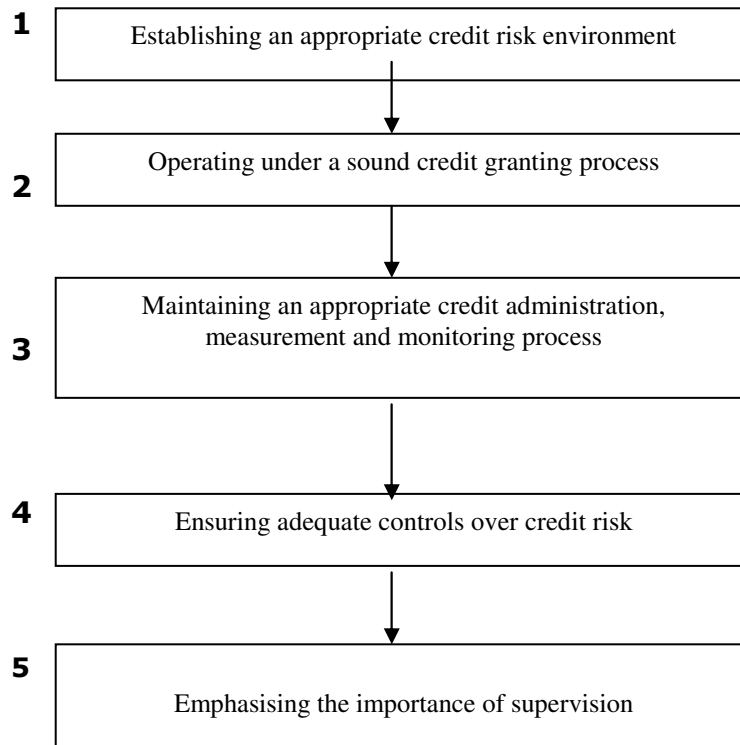 1
Establishing an appropriate credit risk environment
2
Operating under a sound credit granting process
3
Maintaining an appropriate credit administration,
measurement and monitoring process
4
Ensuring adequate controls over credit risk
5
Emphasising the importance of supervision